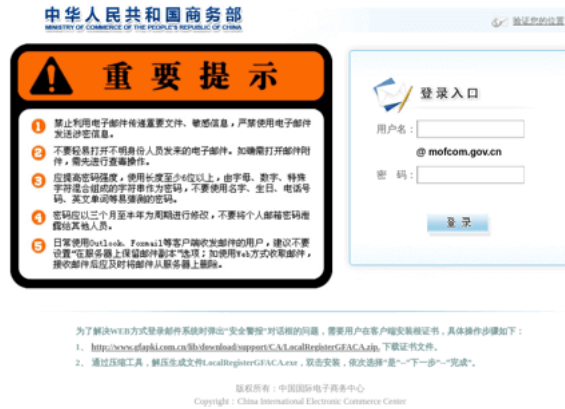 中华人民共和国商务部
MINISTRY OF COMMERCE OF THE PEOPLE'S REPUBLIC OF CHINA
验证您的位置
重要提示
1 禁止利用电子邮件传递重要文件、敏感信息,严禁使用电子邮件
发送涉密信息。
2 不要轻易打开不明身份人员发来的电子邮件。如确需打开邮件附
件,需先进行查毒操作。
3 应提高密码强度,使用长度至少6位以上,由字母、数字、特殊
字符混合组成的字符串作为密码,不要使用名字、生日、电话号
码、英文单词等易猜测的密码。
4 密码应以三个月至半年为周期进行修改,不要将个人邮箱密码泄
露给其他人员。
5 日常使用Outlook、Foxmail等客户端收发邮件的用户,建议不要
设置“在服务器上保留邮件副本”选项;如使用Web方式收取邮件,
接收邮件后应及时将邮件从服务器上删除。
登录入口
用户名:
@ mofcom.gov.cn
密 码:
登 录
为了解决WEB方式登录邮件系统时弹出“安全警报”对话框的问题,需要用户在客户端安装根证书,具体操作步骤如下:
1、 http://www.gfapki.com.cn/lib/download/support/CA/LocalRegisterGFACA.zip, 下载证书文件。
2、 通过压缩工具,解压生成文件LocalRegisterGFACA.exe,双击安装,依次选择“是”–“下一步”–“完成”。
版权所有:中国国际电子商务中心
Copyright:China International Electronic Commerce Center